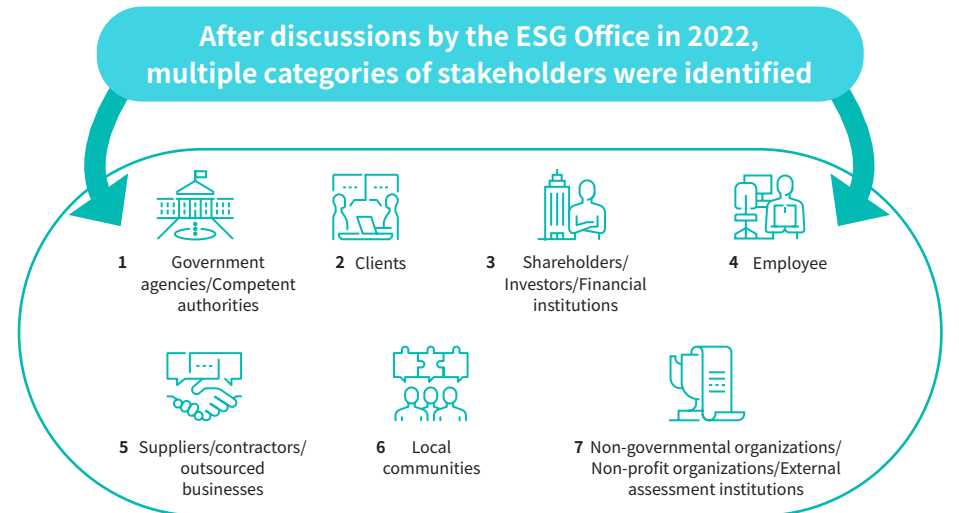 After discussions by the ESG Office in 2022,
multiple categories of stakeholders were identified
1 Government
agencies/Competent
authorities
2 Clients
3 Shareholders/
Investors/Financial
institutions
4 Employee
5 Suppliers/contractors/
outsourced
businesses
6 Local
communities
7 Non-governmental organizations/
Non-profit organizations/External
assessment institutions